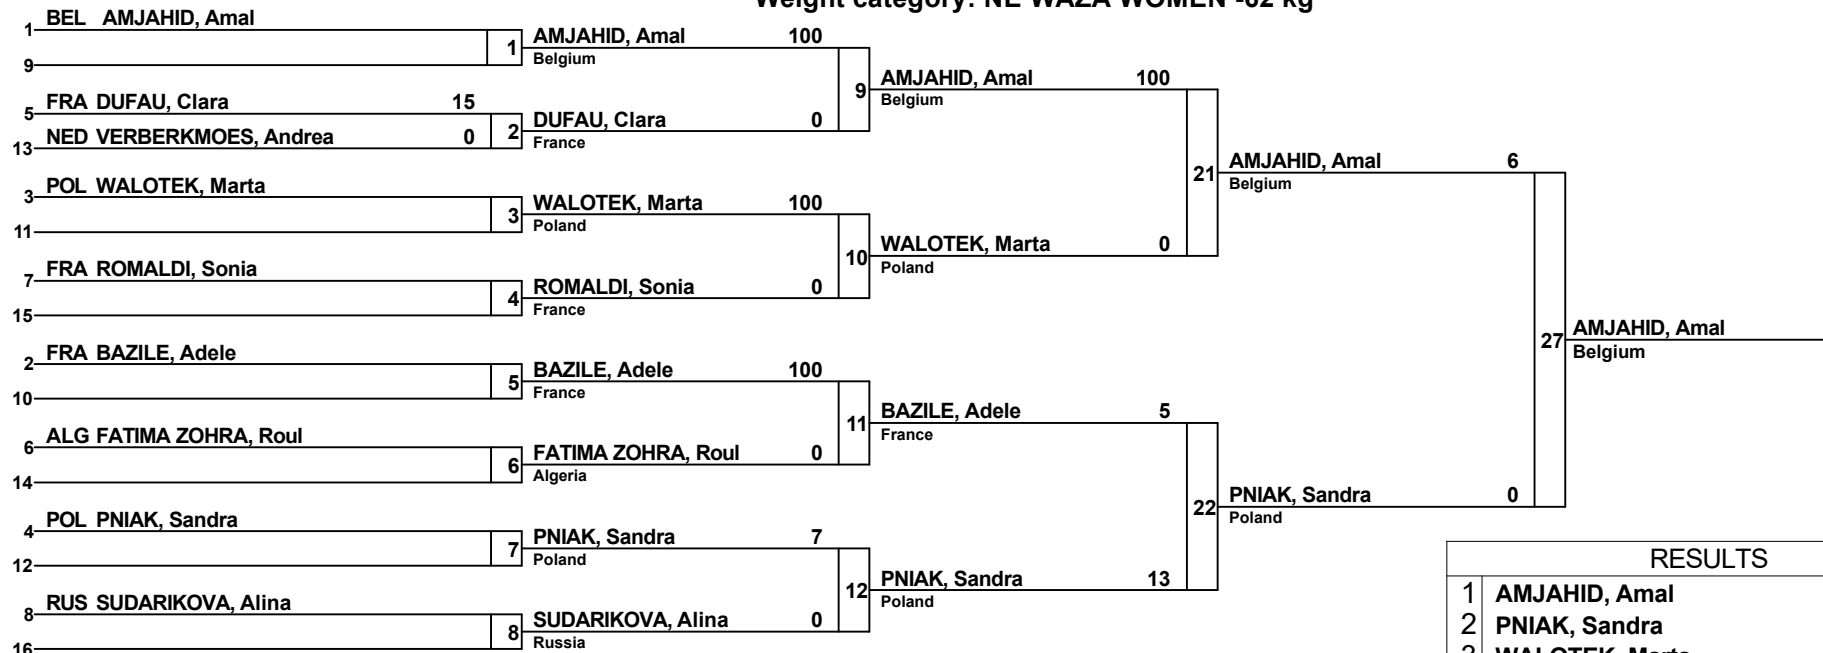 Weight category: NE WAZA WOMEN -62 kg
1 BEL AMJAHID, Amal
9
1 AMJAHID, Amal 100
Belgium
5 FRA DUFAU, Clara 15
13 NED VERBERKMOES, Andrea 0
2 DUFAU, Clara 0
France
9 AMJAHID, Amal 100
Belgium
3 POL WALOTEK, Marta
11
3 WALOTEK, Marta 100
Poland
7 FRA ROMALDI, Sonia
15
4 ROMALDI, Sonia 0
France
10 WALOTEK, Marta 0
Poland
21 AMJAHID, Amal 6
Belgium
2 FRA BAZILE, Adele
10
5 BAZILE, Adele 100
France
6 ALG FATIMA ZOHRA, Roul
14
6 FATIMA ZOHRA, Roul 0
Algeria
11 BAZILE, Adele 5
France
4 POL PNIAK, Sandra
12
7 PNIAK, Sandra 7
Poland
8 RUS SUDARIKOVA, Alina
16
8 SUDARIKOVA, Alina 0
Russia
12 PNIAK, Sandra 13
Poland
22 PNIAK, Sandra 0
Poland
27 AMJAHID, Amal
Belgium
RESULTS
1 AMJAHID, Amal
2 PNIAK, Sandra
3 WALOTEK, Marta